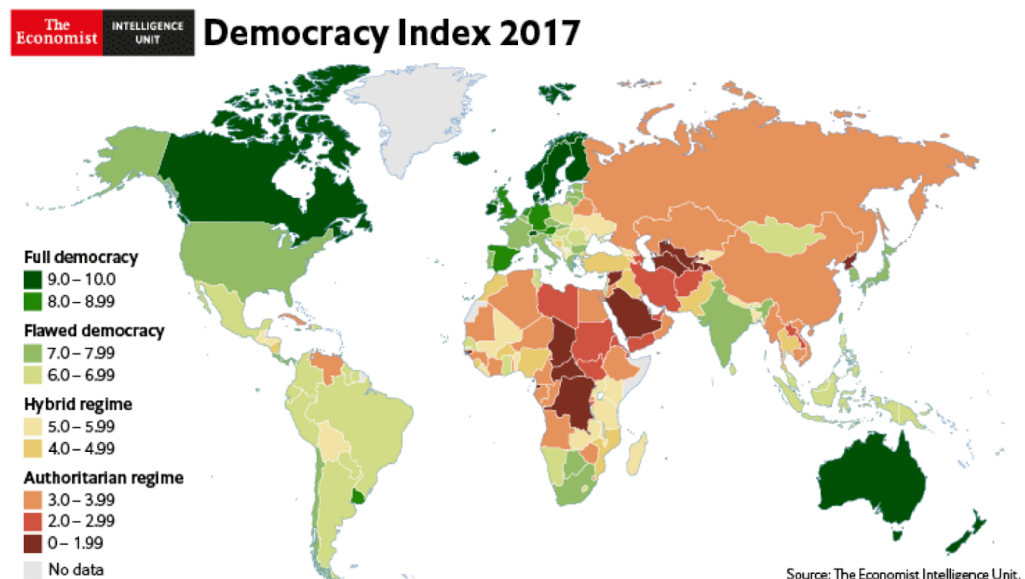 The
Economist
INTELLIGENCE
UNIT
Democracy Index 2017
Full democracy
9.0 – 10.0
8.0 – 8.99
Flawed democracy
7.0 – 7.99
6.0 – 6.99
Hybrid regime
5.0 – 5.99
4.0 – 4.99
Authoritarian regime
3.0 – 3.99
2.0 – 2.99
0 – 1.99
No data
Source: The Economist Intelligence Unit.